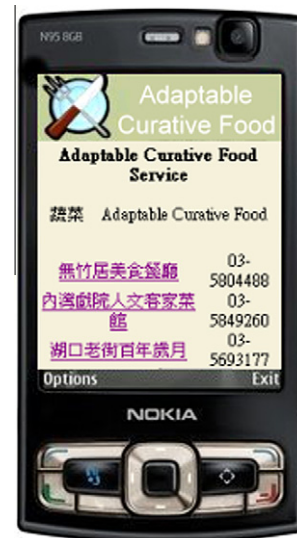 N95 8GB
Adaptable
Curative Food
Adaptable Curative Food
Service
蔬菜 Adaptable Curative Food
無竹居美食餐廳 03-5804488
內灣戲院人文客家菜館 03-5849260
湖口老街百年歲月 03-5693177
Options Exit
NOKIA